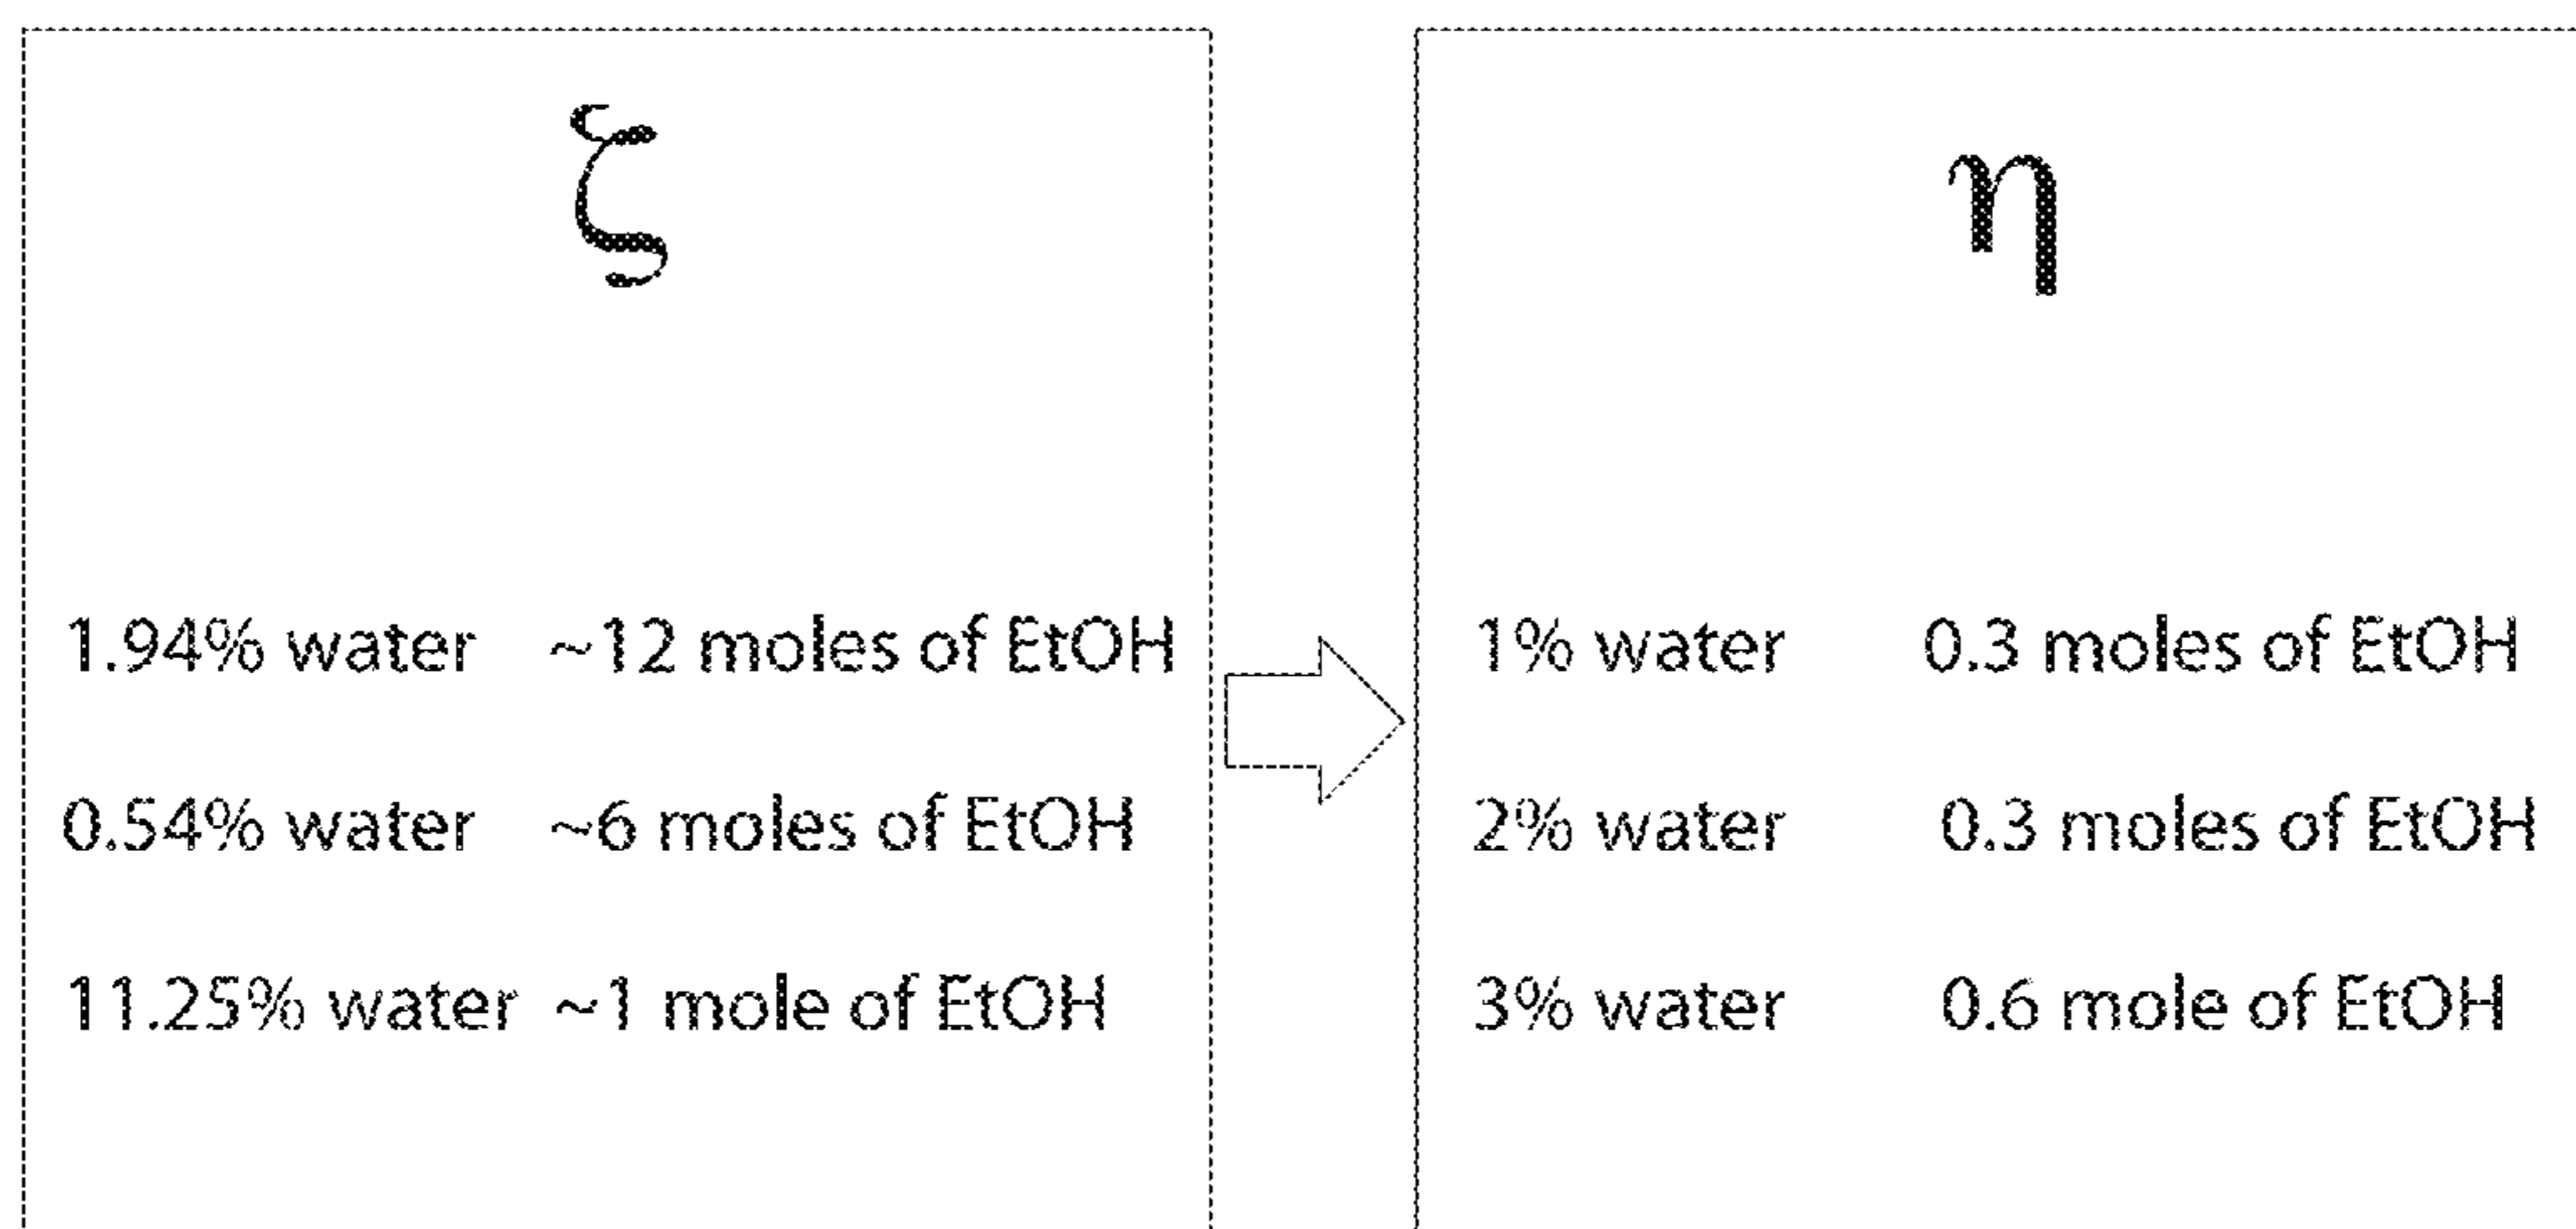 ζ
1.94% water ~12 moles of EtOH
0.54% water ~6 moles of EtOH
11.25% water ~1 mole of EtOH
η
1% water 0.3 moles of EtOH
2% water 0.3 moles of EtOH
3% water 0.6 mole of EtOH